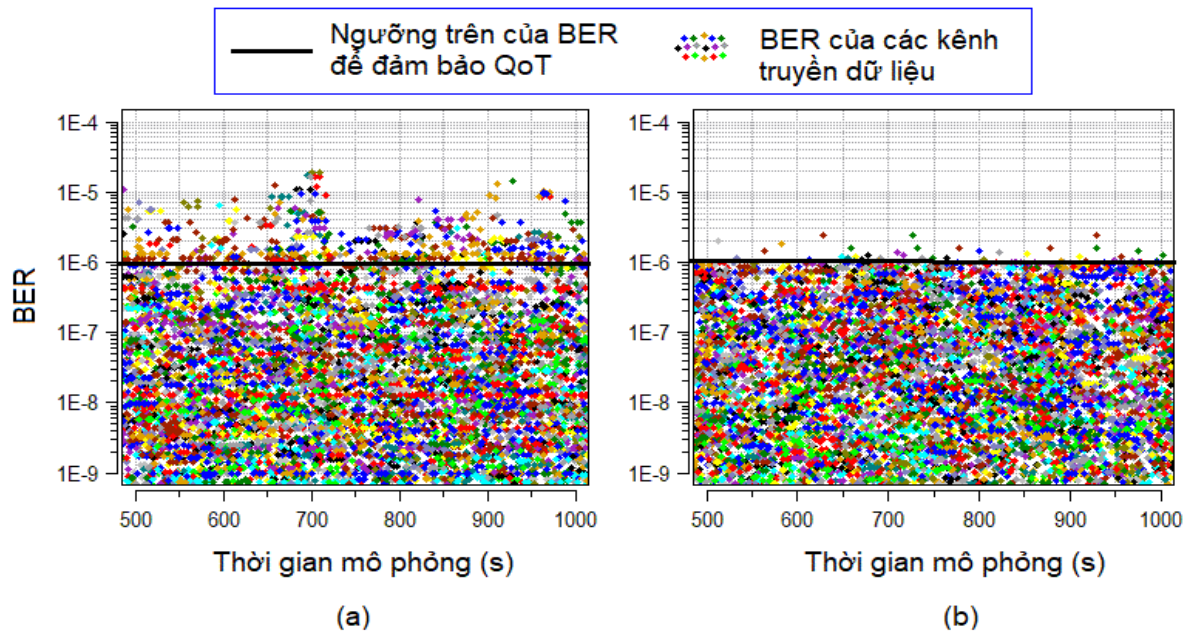 Ngưỡng trên của BER
để đảm bảo QoT
BER của các kênh
truyền dữ liệu
BER
1E-4
1E-5
1E-6
1E-7
1E-8
1E-9
500 600 700 800 900 1000
Thời gian mô phỏng (s)
(a)
1E-4
1E-5
1E-6
1E-7
1E-8
1E-9
500 600 700 800 900 1000
Thời gian mô phỏng (s)
(b)